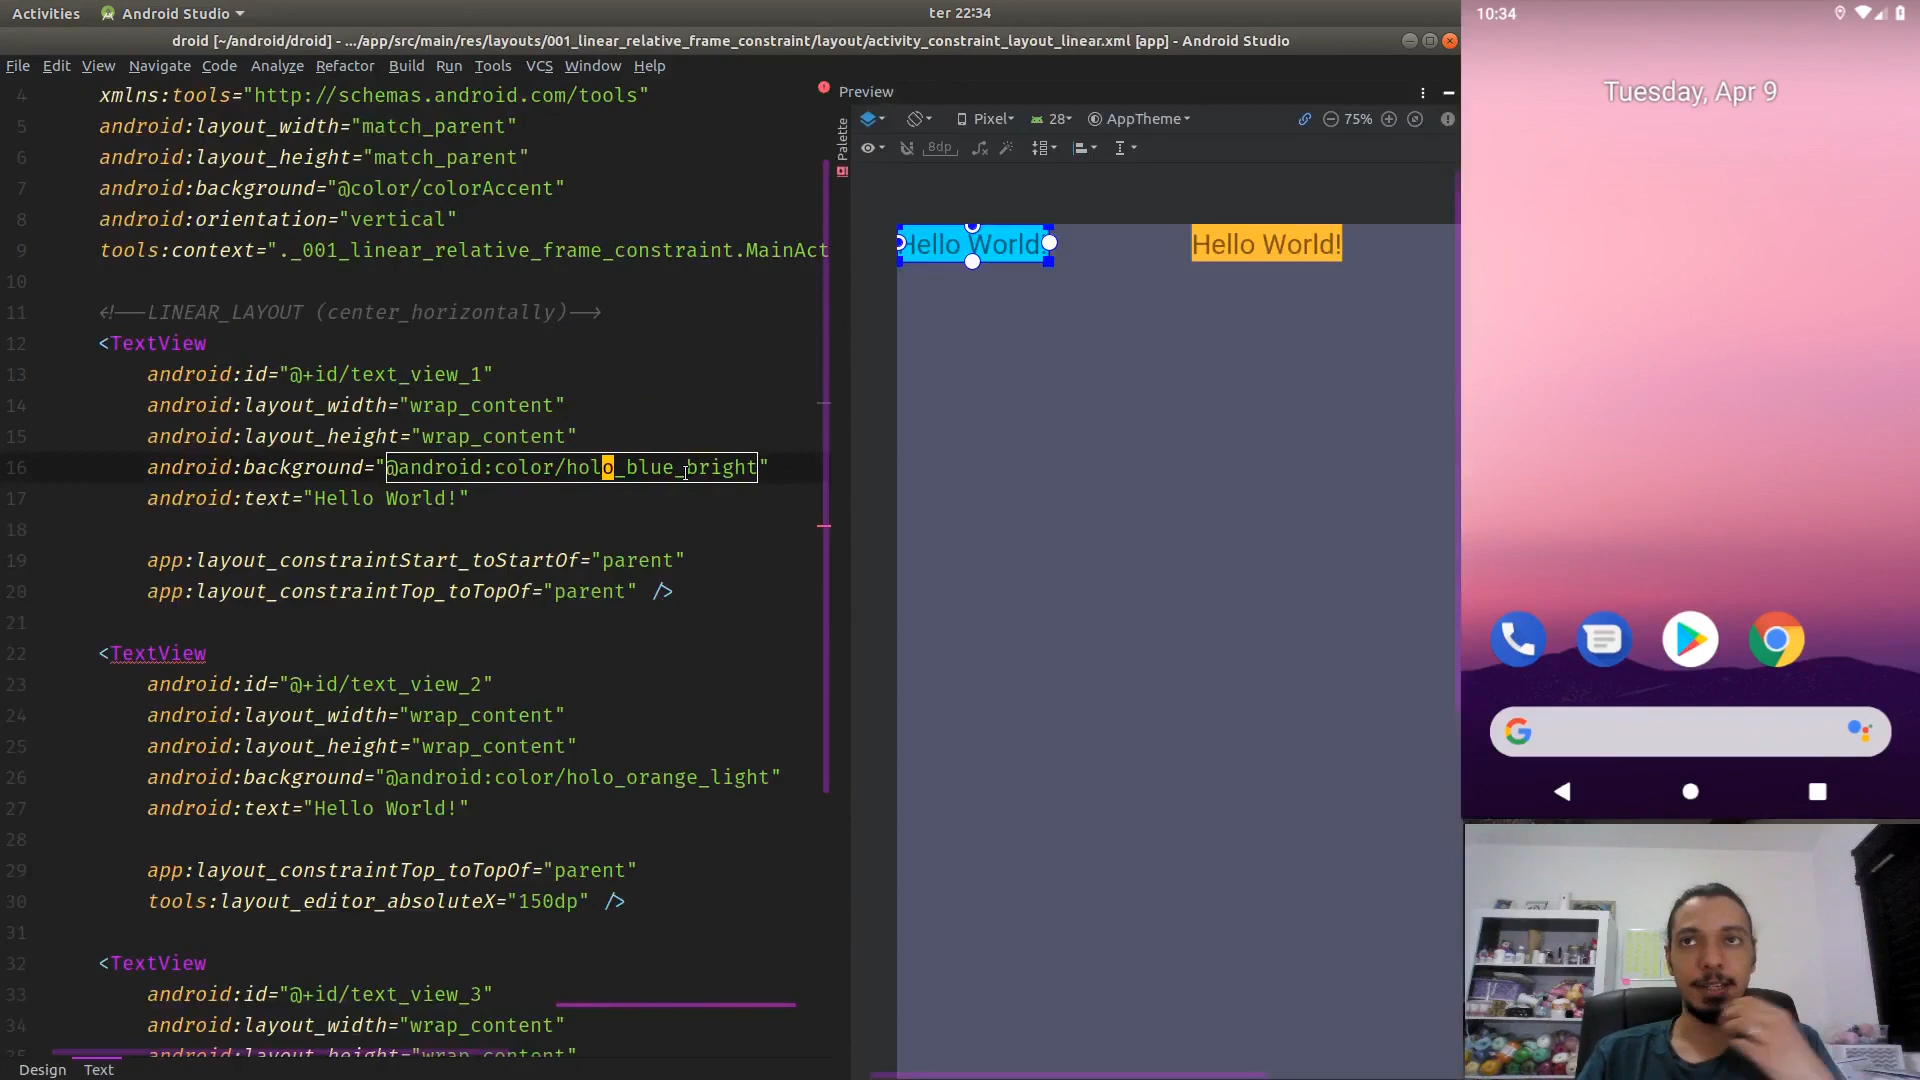 Activities
Android Studio
ter 22:34
droid [~/android/droid] - .../app/src/main/res/layouts/001_linear_relative_frame_constraint/layout/activity_constraint_layout_linear.xml [app] - Android Studio
File Edit View Navigate Code Analyze Refactor Build Run Tools VCS Window Help
4 xmlns:tools="http://schemas.android.com/tools"
5 android:layout_width="match_parent"
6 android:layout_height="match_parent"
7 android:background="@color/colorAccent"
8 android:orientation="vertical"
9 tools:context="._001_linear_relative_frame_constraint.MainAct
10
11 <!--LINEAR_LAYOUT (center_horizontally)-->
12 <TextView
13 android:id="@+id/text_view_1"
14 android:layout_width="wrap_content"
15 android:layout_height="wrap_content"
16 android:background="@android:color/holo_blue_bright"
17 android:text="Hello World!"
18
19 app:layout_constraintStart_toStartOf="parent"
20 app:layout_constraintTop_toTopOf="parent" />
21
22 <TextView
23 android:id="@+id/text_view_2"
24 android:layout_width="wrap_content"
25 android:layout_height="wrap_content"
26 android:background="@android:color/holo_orange_light"
27 android:text="Hello World!"
28
29 app:layout_constraintTop_toTopOf="parent"
30 tools:layout_editor_absoluteX="150dp" />
31
32 <TextView
33 android:id="@+id/text_view_3"
34 android:layout_width="wrap_content"
35 android:layout_height="wrap_content"
Design Text
Palette
Preview
Pixel 28 AppTheme 75%
8dp
Hello World! Hello World!
10:34
Tuesday, Apr 9
G